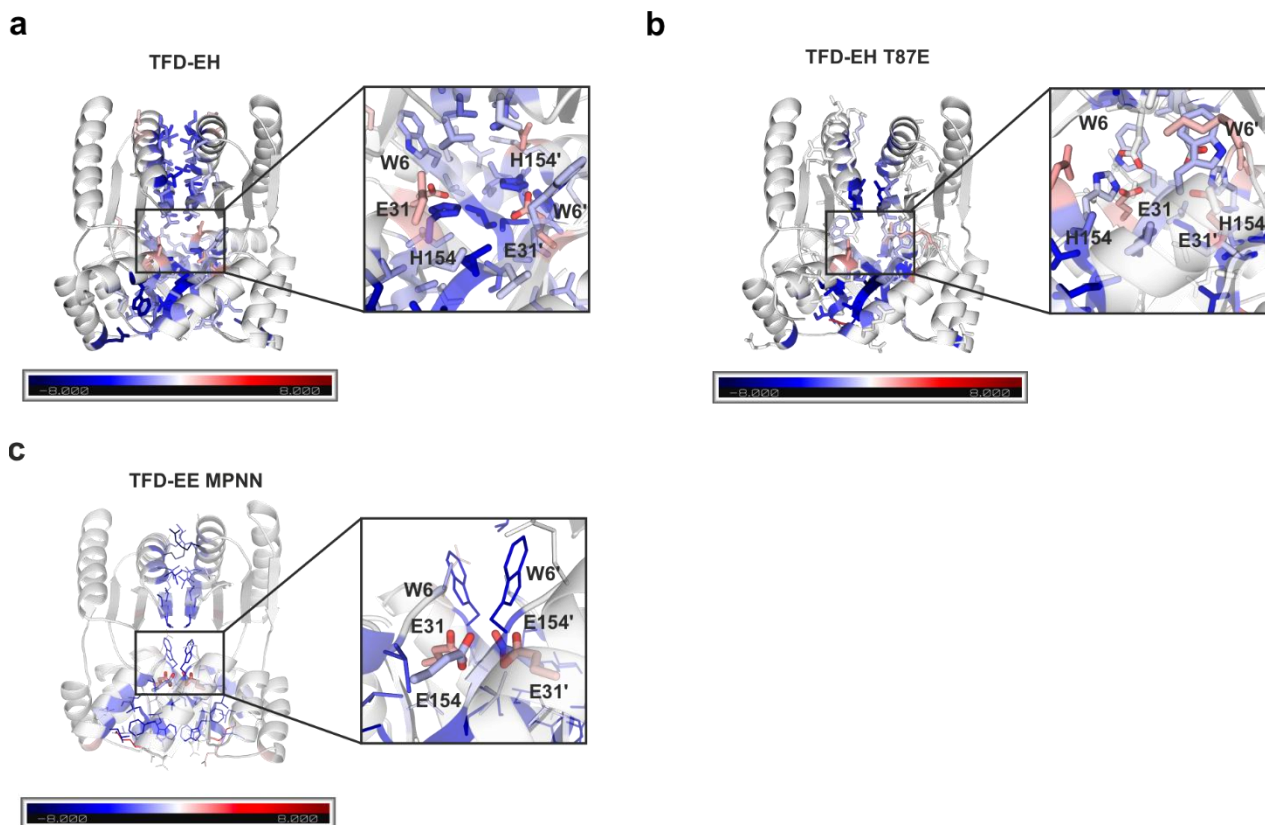 a
TFD-EH
W6
H154'
E31
W6'
H154
E31'
-8.000 8.000
b
TFD-EH T87E
W6
W6'
H154
E31
E31'
H154
-8.000 8.000
c
TFD-EE MPNN
W6
W6'
E31
E154'
E154
E31'
-8.000 8.000